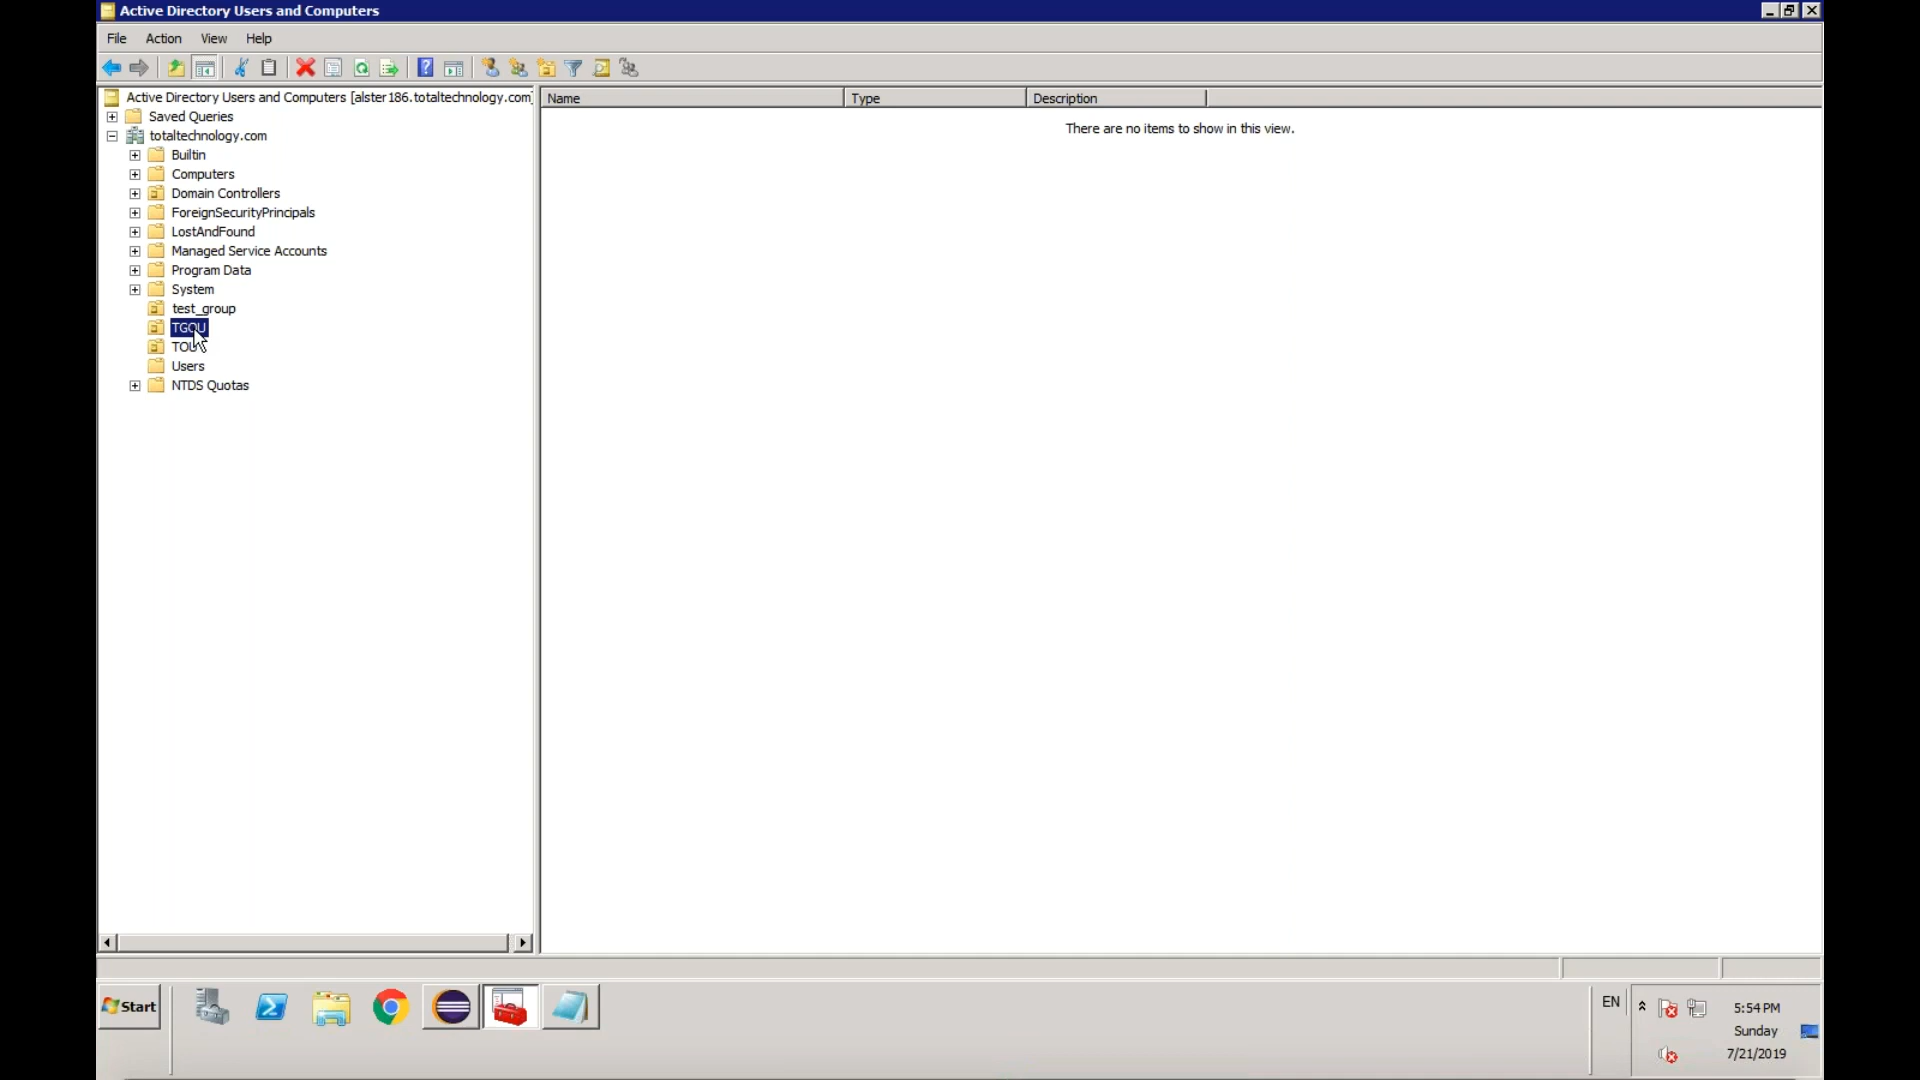 Active Directory Users and Computers
File Action View Help
Active Directory Users and Computers [alster186.totaltechnology.com]
Name Type Description
Saved Queries
There are no items to show in this view.
totaltechnology.com
Builtin
Computers
Domain Controllers
ForeignSecurityPrincipals
LostAndFound
Managed Service Accounts
Program Data
System
test_group
TGOU
Users
NTDS Quotas
Start
EN
5:54 PM
Sunday
7/21/2019